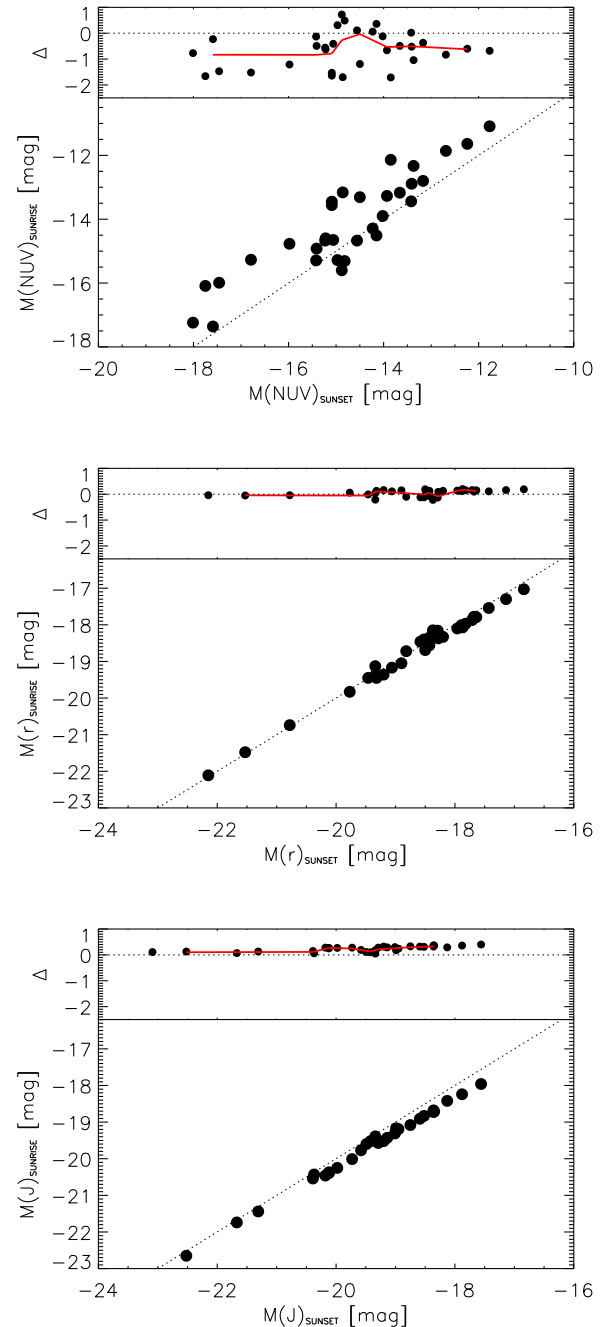 1
0
−1
−2
Δ
−12
−14
−16
−18
M(NUV)SUNRISE [mag]
−20 −18 −16 −14 −12 −10
M(NUV)SUNSET [mag]
1
0
−1
−2
Δ
−17
−18
−19
−20
−21
−22
−23
M(r)SUNRISE [mag]
−24 −22 −20 −18 −16
M(r)SUNSET [mag]
1
0
−1
−2
Δ
−17
−18
−19
−20
−21
−22
−23
M(J)SUNRISE [mag]
−24 −22 −20 −18 −16
M(J)SUNSET [mag]